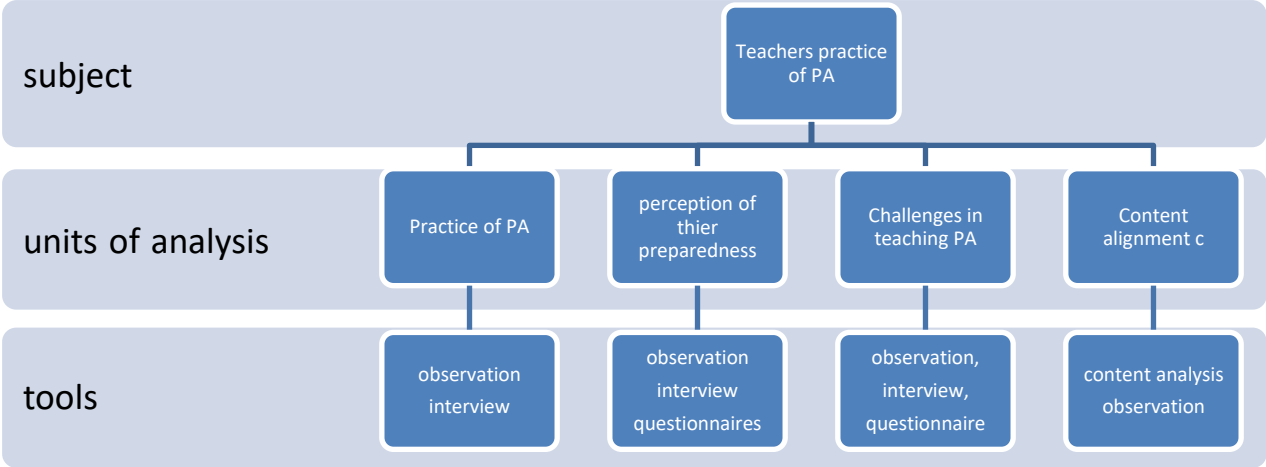 subject
Teachers practice
of PA
units of analysis
Practice of PA
perception of
thier
preparedness
Challenges in
teaching PA
Content
alignment c
tools
observation
interview
observation
interview
questionnaires
observation,
interview,
questionnaire
content analysis
observation